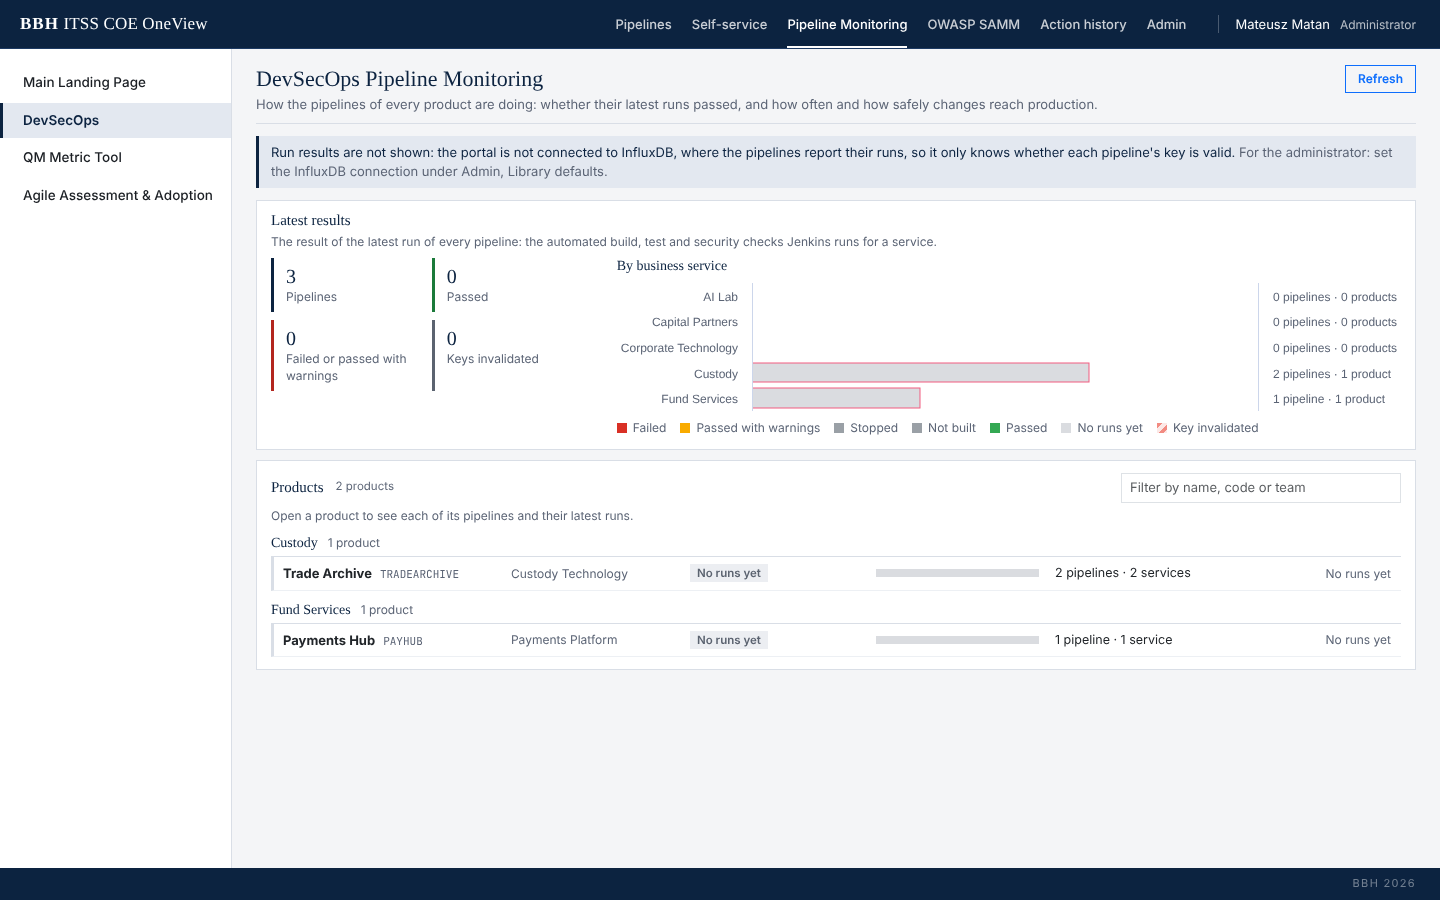 BBH ITSS COE OneView
Pipelines Self-service Pipeline Monitoring OWASP SAMM Action history Admin Mateusz Matan Administrator
Main Landing Page
DevSecOps
QM Metric Tool
Agile Assessment & Adoption
DevSecOps Pipeline Monitoring
Refresh
How the pipelines of every product are doing: whether their latest runs passed, and how often and how safely changes reach production.
Run results are not shown: the portal is not connected to InfluxDB, where the pipelines report their runs, so it only knows whether each pipeline's key is valid. For the administrator: set
the InfluxDB connection under Admin, Library defaults.
Latest results
The result of the latest run of every pipeline: the automated build, test and security checks Jenkins runs for a service.
3
Pipelines
0
Passed
0
Failed or passed with
warnings
0
Keys invalidated
By business service
AI Lab 0 pipelines · 0 products
Capital Partners 0 pipelines · 0 products
Corporate Technology 0 pipelines · 0 products
Custody 2 pipelines · 1 product
Fund Services 1 pipeline · 1 product
Failed Passed with warnings Stopped Not built Passed No runs yet Key invalidated
Products 2 products
Filter by name, code or team
Open a product to see each of its pipelines and their latest runs.
Custody 1 product
Trade Archive TRADEARCHIVE Custody Technology No runs yet 2 pipelines · 2 services No runs yet
Fund Services 1 product
Payments Hub PAYHUB Payments Platform No runs yet 1 pipeline · 1 service No runs yet
BBH 2026